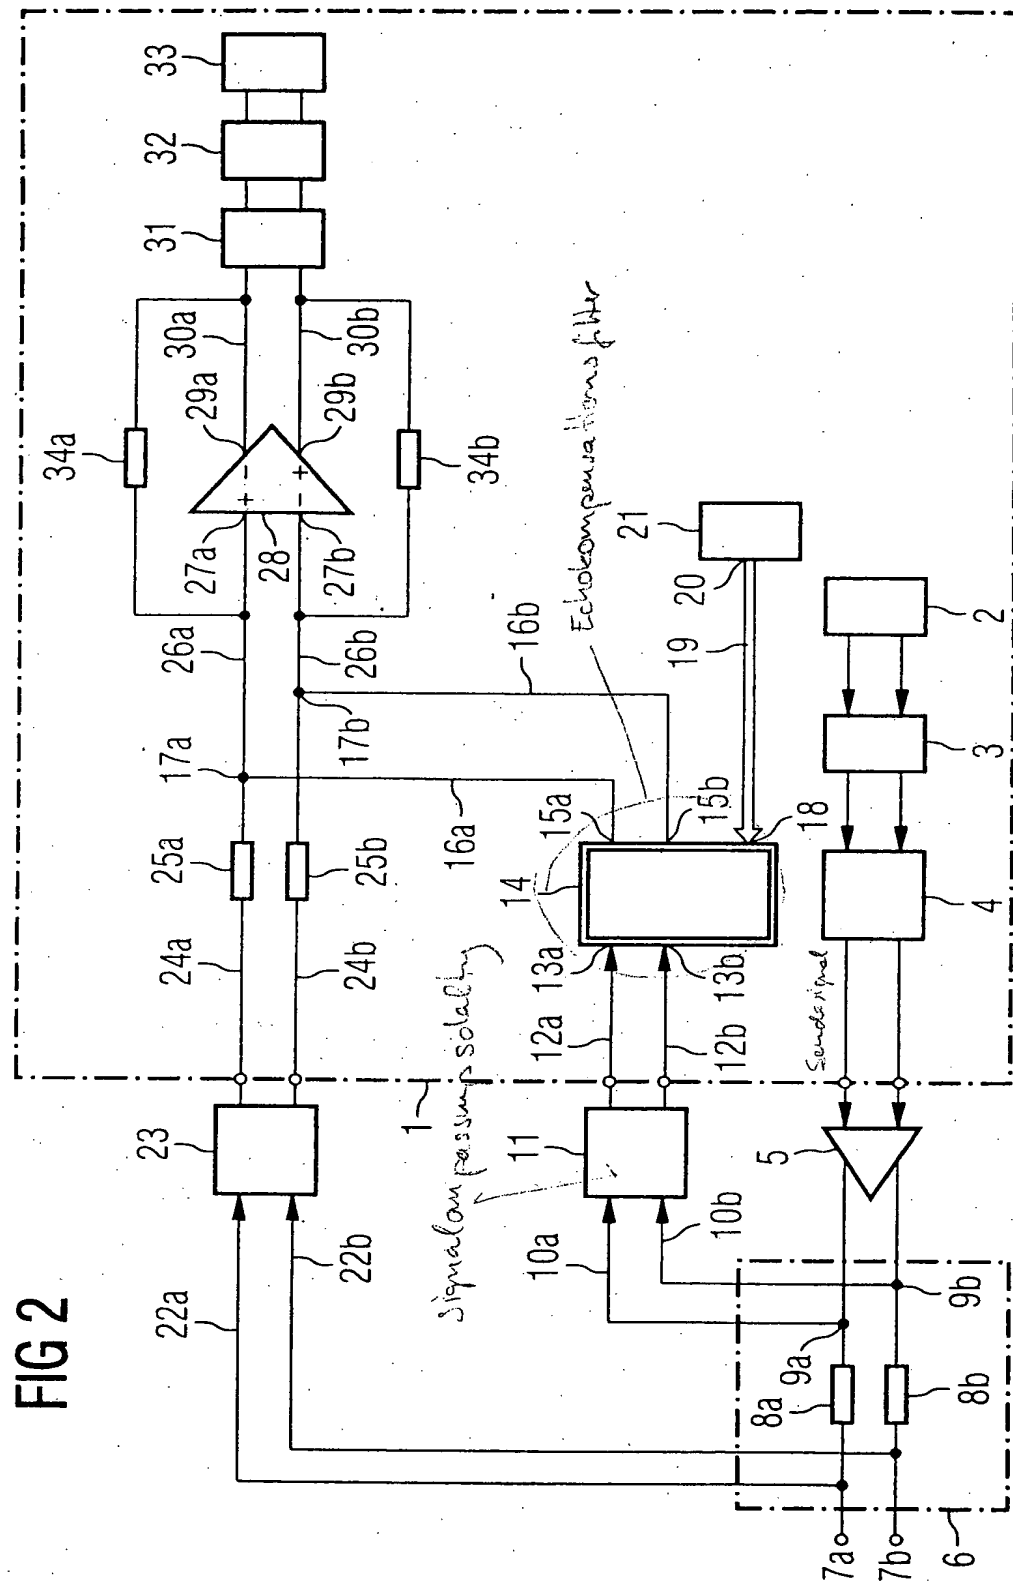 FIG 2
33
32
31
30a
30b
29a
29b
34a
34b
27a
28
27b
26a
26b
16b
17a
17b
16a
25a
25b
24a
24b
23
22a
22b
1
Signalanpassungsschaltung
Echokompensationsfilter
21
20
19
18
15a
15b
14
13a
13b
12a
12b
11
10a
10b
Sendesignal
2
3
4
5
9a
9b
8a
8b
7a
7b
6
+ −
− +